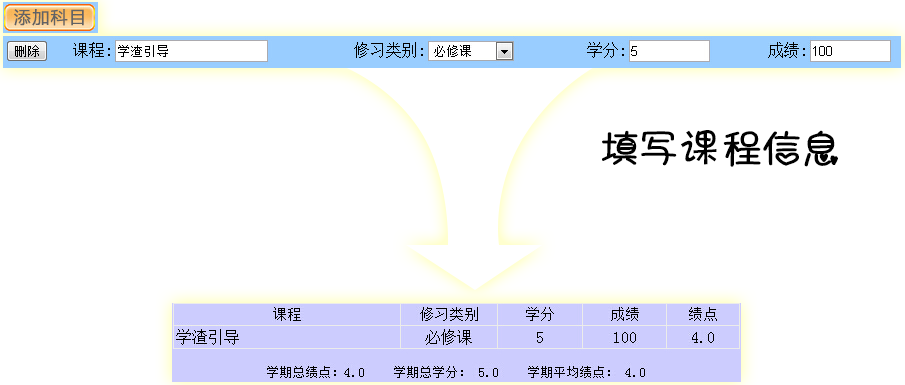 添加科目
删除 课程: 学渣引导 修习类别: 必修课 学分: 5 成绩: 100
填写课程信息
课程 修习类别 学分 成绩 绩点
学渣引导 必修课 5 100 4.0
学期总绩点: 4.0 学期总学分: 5.0 学期平均绩点: 4.0